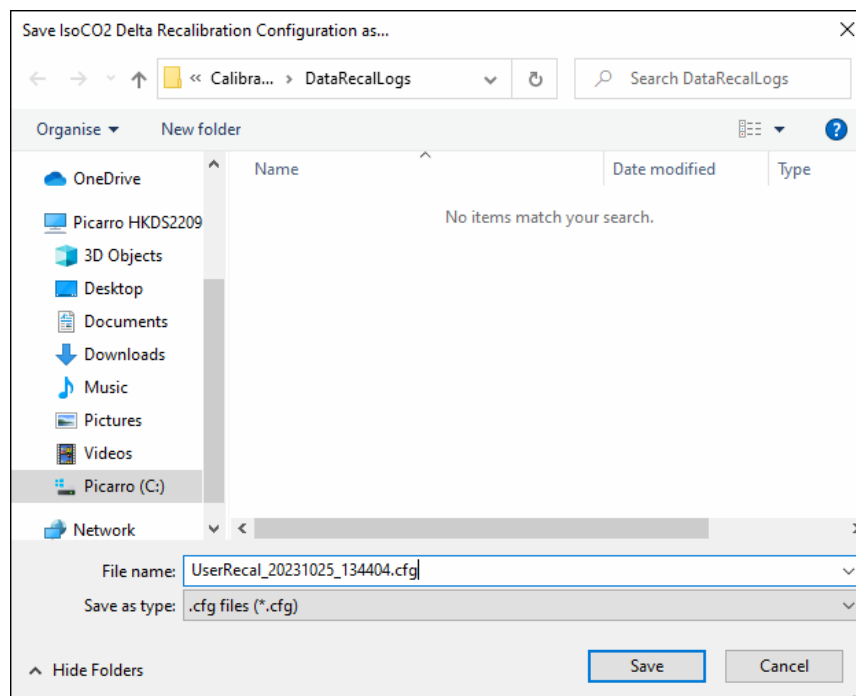 Save IsoCO2 Delta Recalibration Configuration as...
« Calibra... › DataRecalLogs
Search DataRecalLogs
Organise
New folder
Name
Date modified
Type
No items match your search.
OneDrive
Picarro HKDS2209
3D Objects
Desktop
Documents
Downloads
Music
Pictures
Videos
Picarro (C:)
Network
File name: UserRecal_20231025_134404.cfg
Save as type: .cfg files (*.cfg)
Hide Folders
Save
Cancel